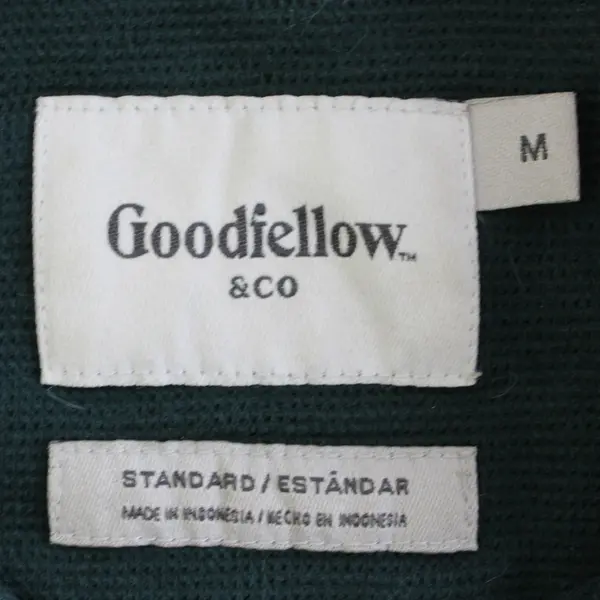 Goodfellow™
&CO
M
STANDARD / ESTÁNDAR
MADE IN INDONESIA / HECHO EN INDONESIA